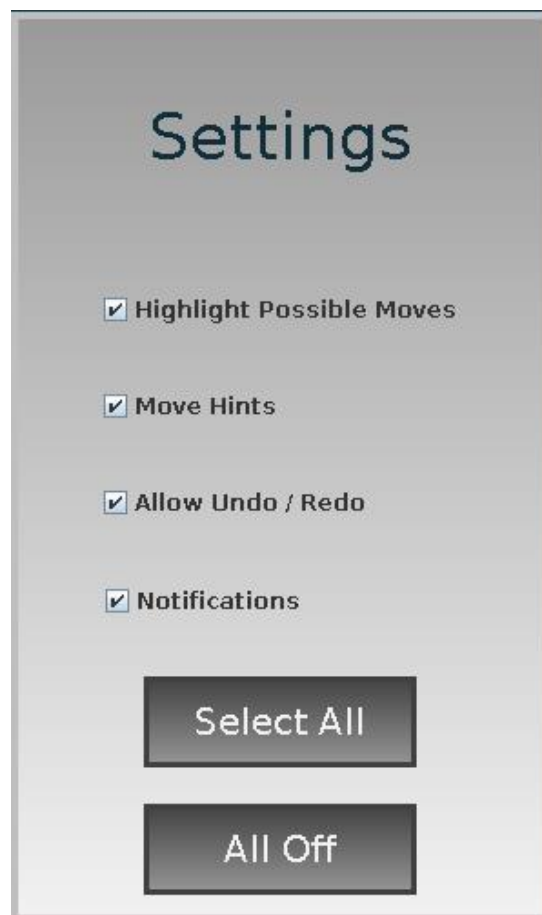 Settings
Highlight Possible Moves
Move Hints
Allow Undo / Redo
Notifications
Select All
All Off